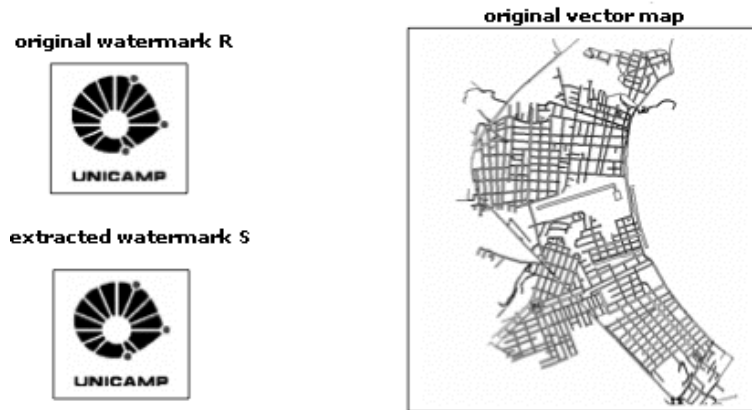 original watermark R
UNICAMP
extracted watermark S
UNICAMP
original vector map